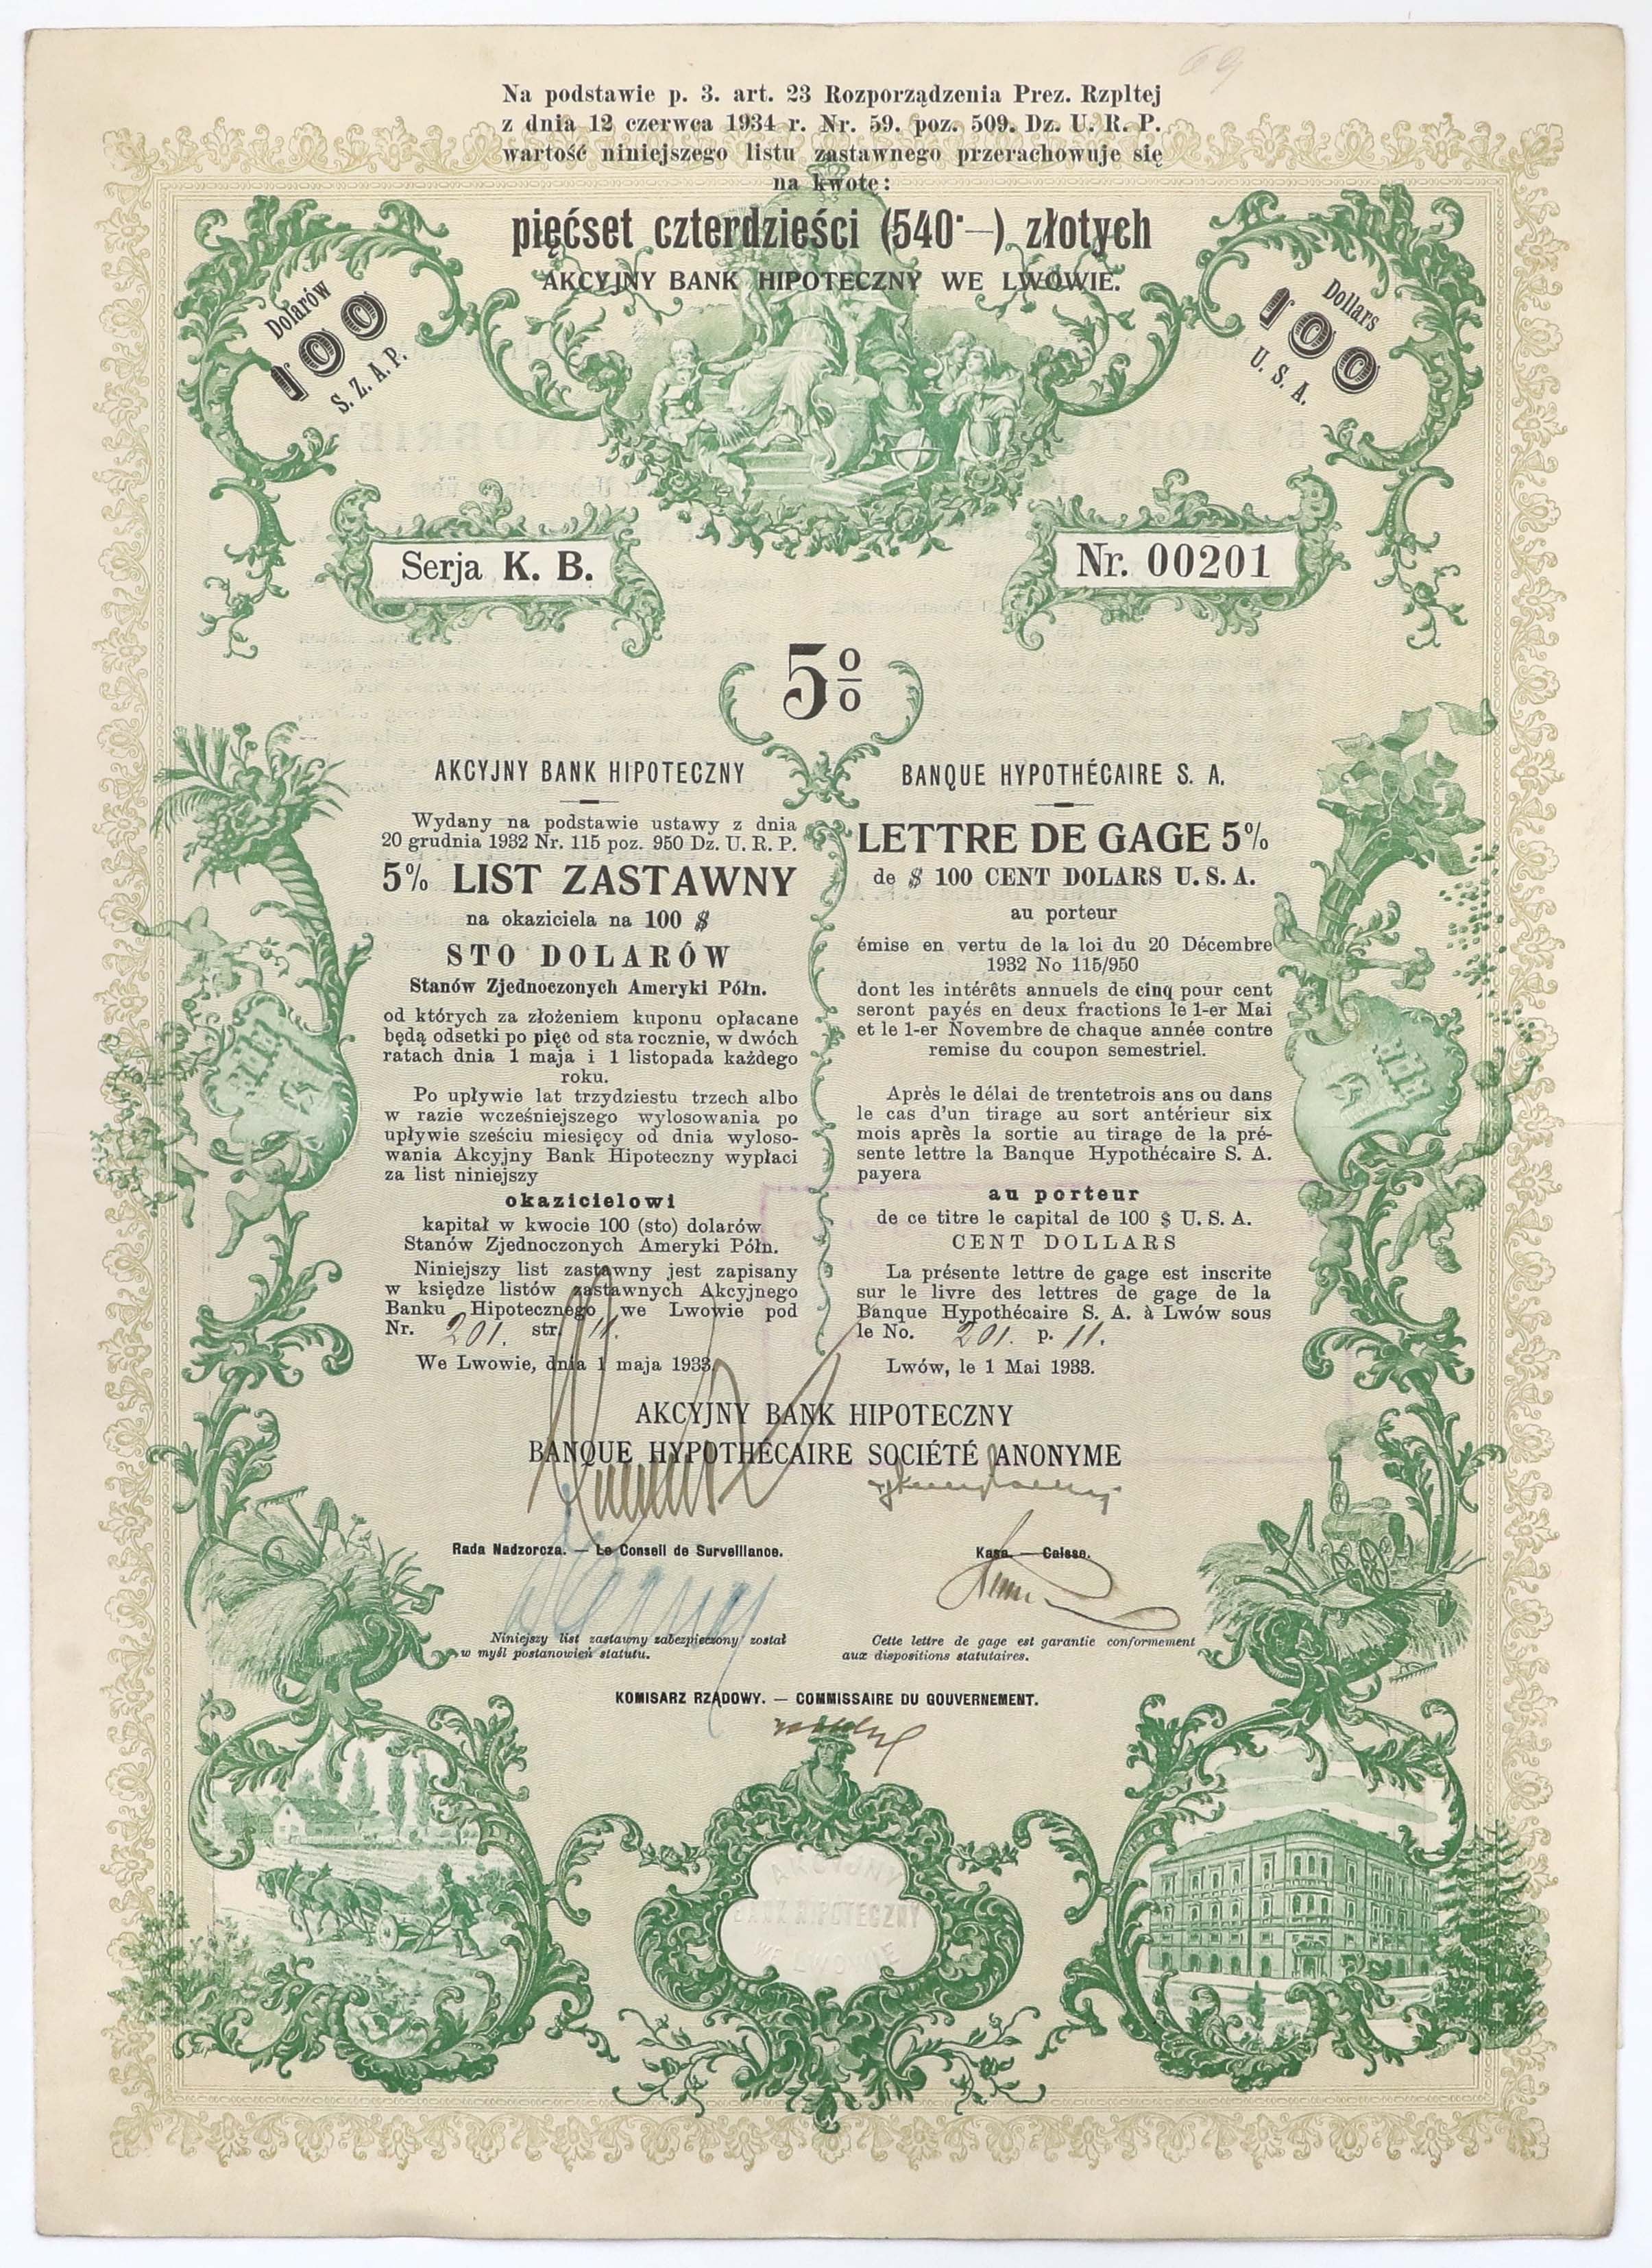 69
Na podstawie p. 3. art. 23 Rozporządzenia Prez. Rzpltej
z dnia 12 czerwca 1934 r. Nr. 59. poz. 509. Dz. U. R. P.
wartość niniejszego listu zastawnego przerachowuje się
na kwotę:
pięćset czterdzieści (540·—) złotych
AKCYJNY BANK HIPOTECZNY WE LWOWIE.
Dolarów
100
S. Z. A. P.
Dollars
100
U. S. A.
Serja K. B.
Nr. 00201
5%
AKCYJNY BANK HIPOTECZNY
Wydany na podstawie ustawy z dnia
20 grudnia 1932 Nr. 115 poz. 950 Dz. U. R. P.
5% LIST ZASTAWNY
na okaziciela na 100 $
STO DOLARÓW
Stanów Zjednoczonych Ameryki Półn.
od których za złożeniem kuponu opłacane
będą odsetki po pięć od sta rocznie, w dwóch
ratach dnia 1 maja i 1 listopada każdego
roku.
Po upływie lat trzydziestu trzech albo
w razie wcześniejszego wylosowania po
upływie sześciu miesięcy od dnia wyloso-
wania Akcyjny Bank Hipoteczny wypłaci
za list niniejszy
okazicielowi
kapitał w kwocie 100 (sto) dolarów
Stanów Zjednoczonych Ameryki Półn.
Niniejszy list zastawny jest zapisany
w księdze listów zastawnych Akcyjnego
Banku Hipotecznego we Lwowie pod
Nr. 201. str. 11.
We Lwowie, dnia 1 maja 1933.
BANQUE HYPOTHÉCAIRE S. A.
LETTRE DE GAGE 5%
de $ 100 CENT DOLARS U. S. A.
au porteur
émise en vertu de la loi du 20 Décembre
1932 No 115/950
dont les intérêts annuels de cinq pour cent
seront payés en deux fractions le 1-er Mai
et le 1-er Novembre de chaque année contre
remise du coupon semestriel.
Après le délai de trentetrois ans ou dans
le cas d'un tirage au sort antérieur six
mois après la sortie au tirage de la pré-
sente lettre la Banque Hypothécaire S. A.
payera
au porteur
de ce titre le capital de 100 $ U. S. A.
CENT DOLLARS
La présente lettre de gage est inscrite
sur le livre des lettres de gage de la
Banque Hypothécaire S. A. à Lwów sous
le No. 201. p. 11.
Lwów, le 1 Mai 1933.
AKCYJNY BANK HIPOTECZNY
BANQUE HYPOTHÉCAIRE SOCIÉTÉ ANONYME
Rada Nadzorcza. — Le Conseil de Surveillance.
Kasa. — Caisse.
Niniejszy list zastawny zabezpieczony został
w myśl postanowień statutu.
Cette lettre de gage est garantie conformement
aux dispositions statutaires.
KOMISARZ RZĄDOWY. — COMMISSAIRE DU GOUVERNEMENT.
AKCYJNY
BANK HIPOTECZNY
WE LWOWIE